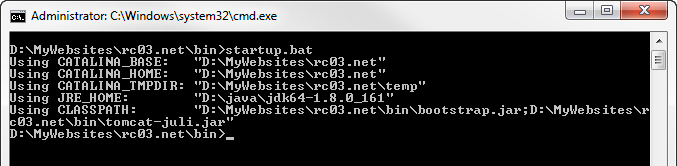 Administrator: C:\Windows\system32\cmd.exe
D:\MyWebsites\rc03.net\bin>startup.bat
Using CATALINA_BASE:   "D:\MyWebsites\rc03.net"
Using CATALINA_HOME:   "D:\MyWebsites\rc03.net"
Using CATALINA_TMPDIR: "D:\MyWebsites\rc03.net\temp"
Using JRE_HOME:        "D:\java\jdk64-1.8.0_161"
Using CLASSPATH:       "D:\MyWebsites\rc03.net\bin\bootstrap.jar;D:\MyWebsites\r
c03.net\bin\tomcat-juli.jar"
D:\MyWebsites\rc03.net\bin>_